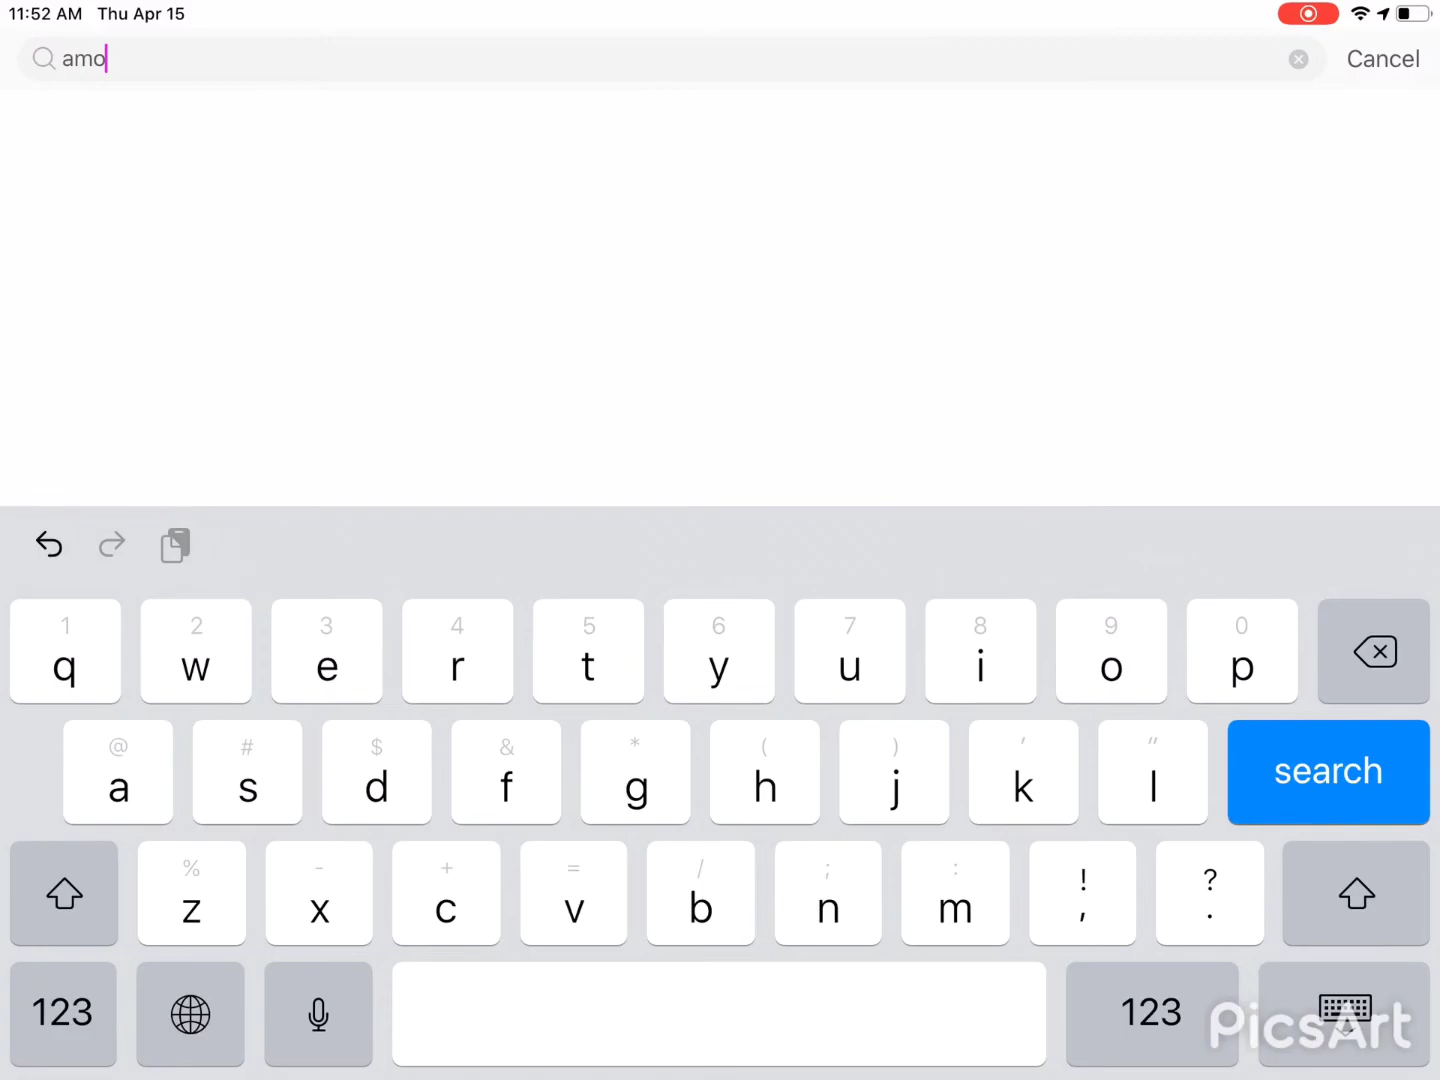 11:52 AM Thu Apr 15
amo Cancel
1 2 3 4 5 6 7 8 9 0
q w e r t y u i o p
@ # $ & * ( ) ' "
a s d f g h j k l search
% - + = / ; : ! ?
z x c v b n m , .
123 123
PicsArt